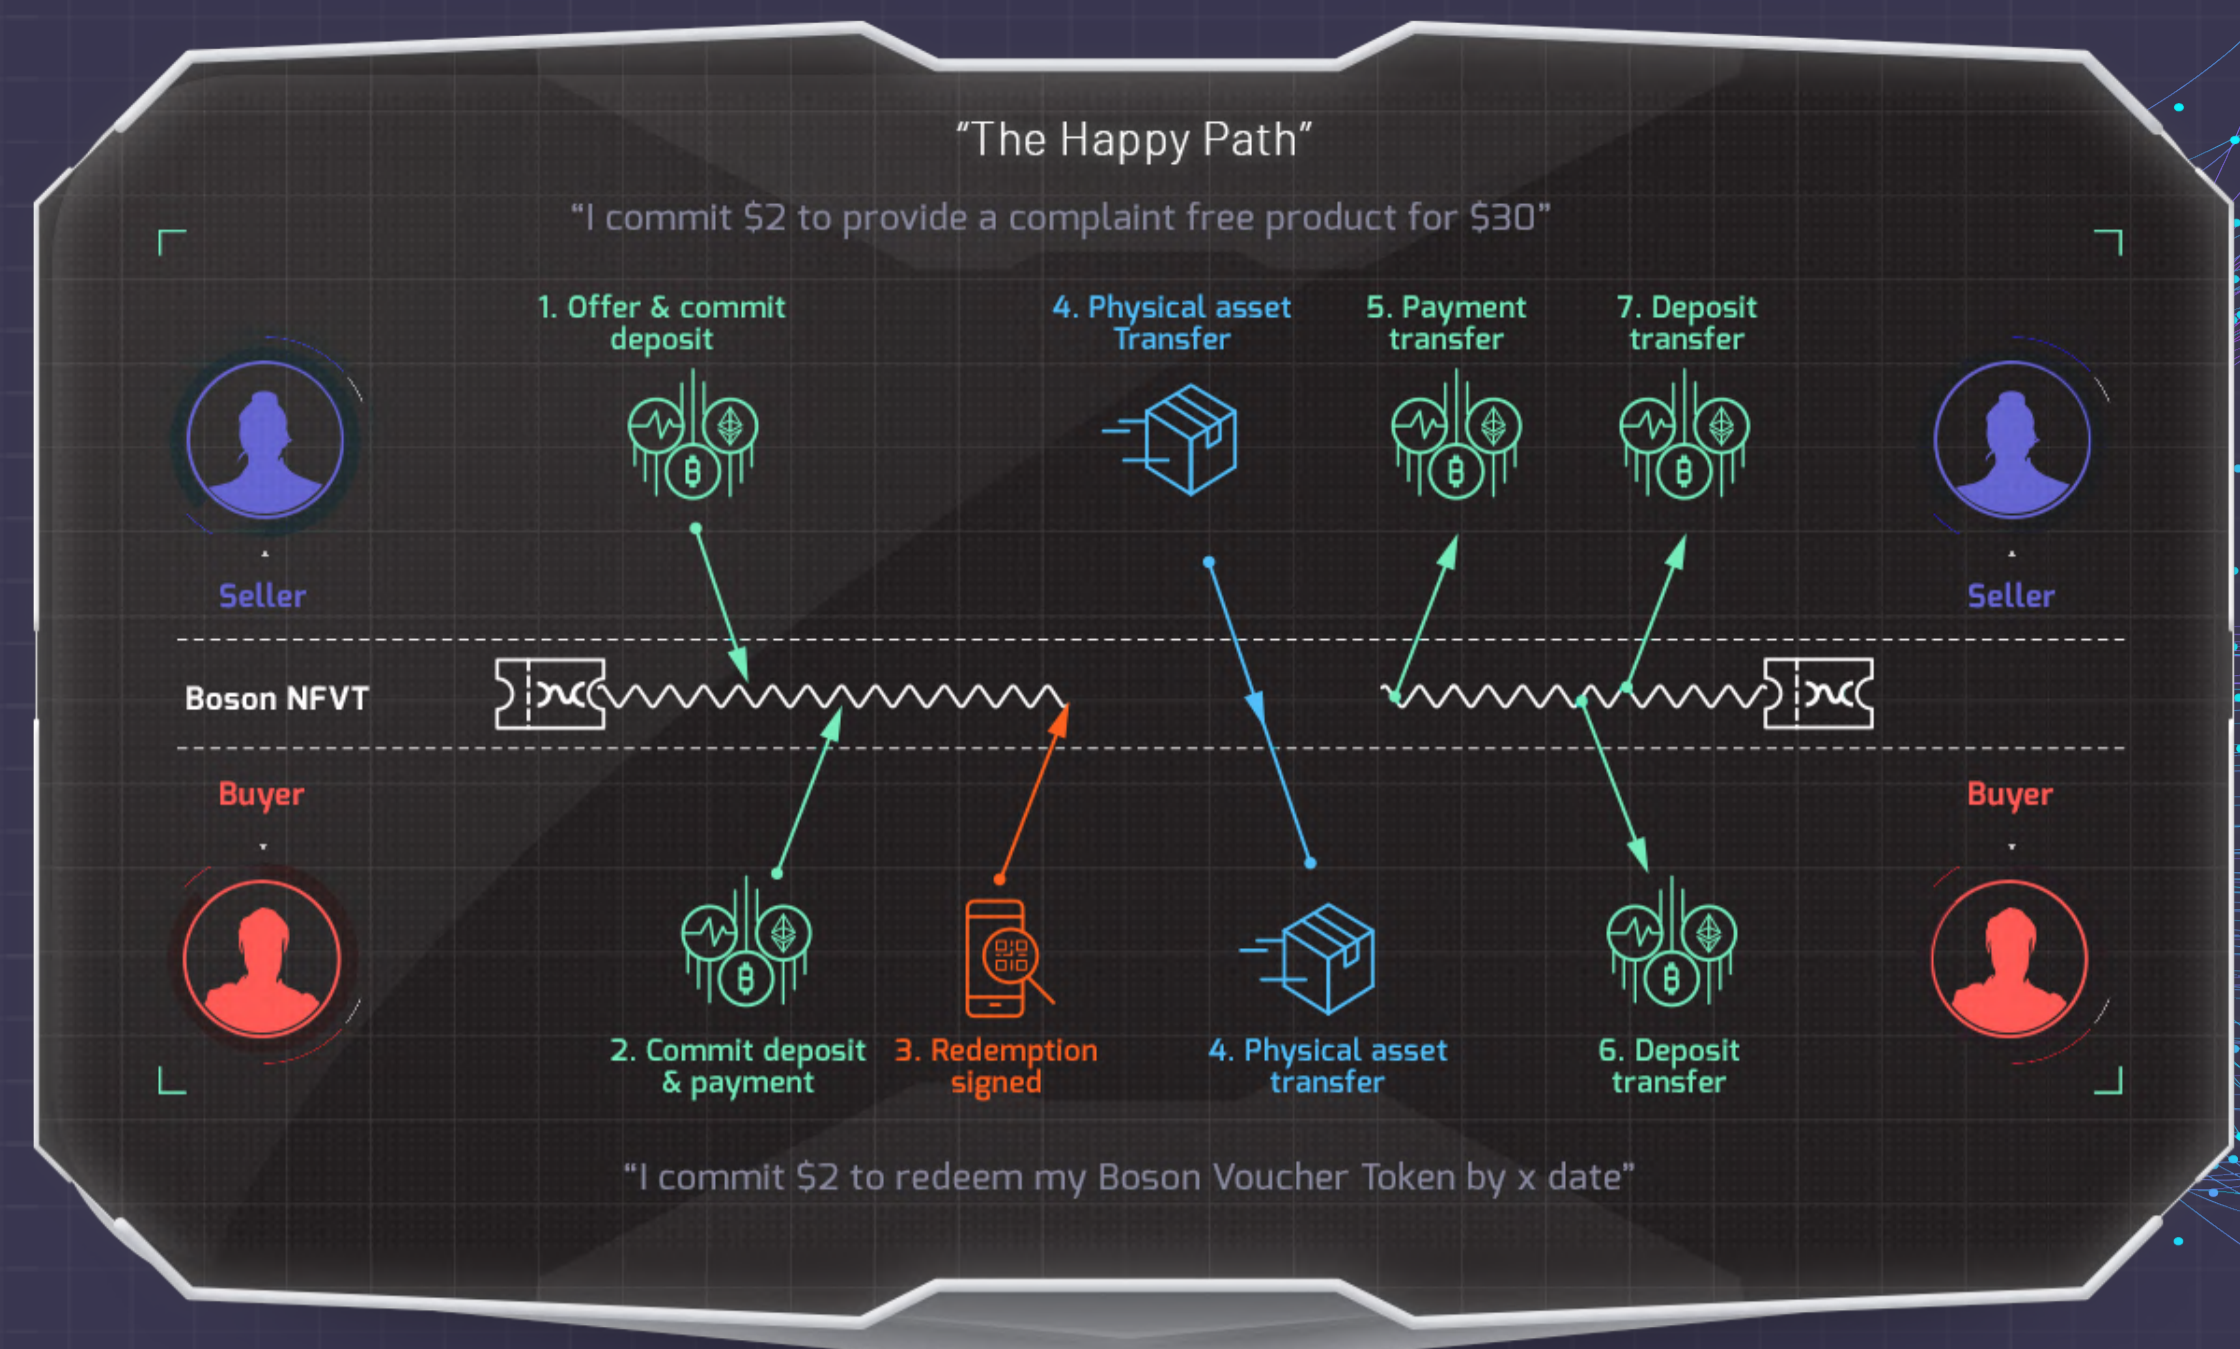 “The Happy Path”
“I commit $2 to provide a complaint free product for $30”
1. Offer & commit
deposit
4. Physical asset
Transfer
5. Payment
transfer
7. Deposit
transfer
Seller
Seller
Boson NFVT
Buyer
Buyer
2. Commit deposit
& payment
3. Redemption
signed
4. Physical asset
transfer
6. Deposit
transfer
“I commit $2 to redeem my Boson Voucher Token by x date”